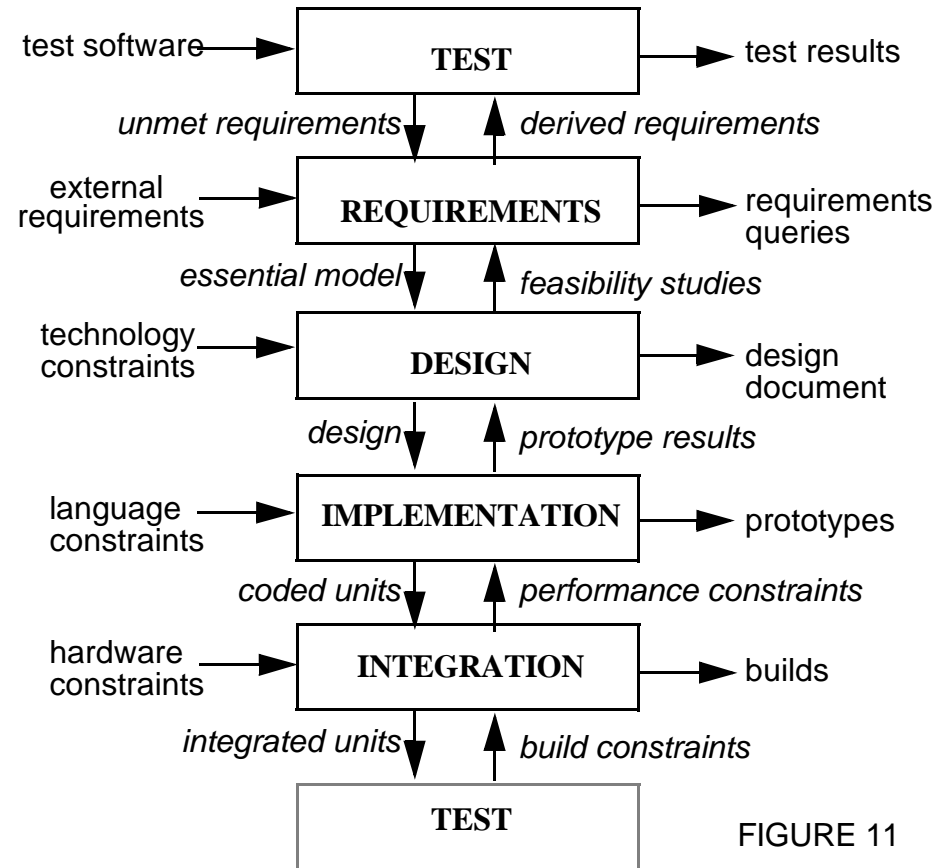 test software
TEST
test results
unmet requirements
derived requirements
external
requirements
REQUIREMENTS
requirements
queries
essential model
feasibility studies
technology
constraints
DESIGN
design
document
design
prototype results
language
constraints
IMPLEMENTATION
prototypes
coded units
performance constraints
hardware
constraints
INTEGRATION
builds
integrated units
build constraints
TEST
FIGURE 11